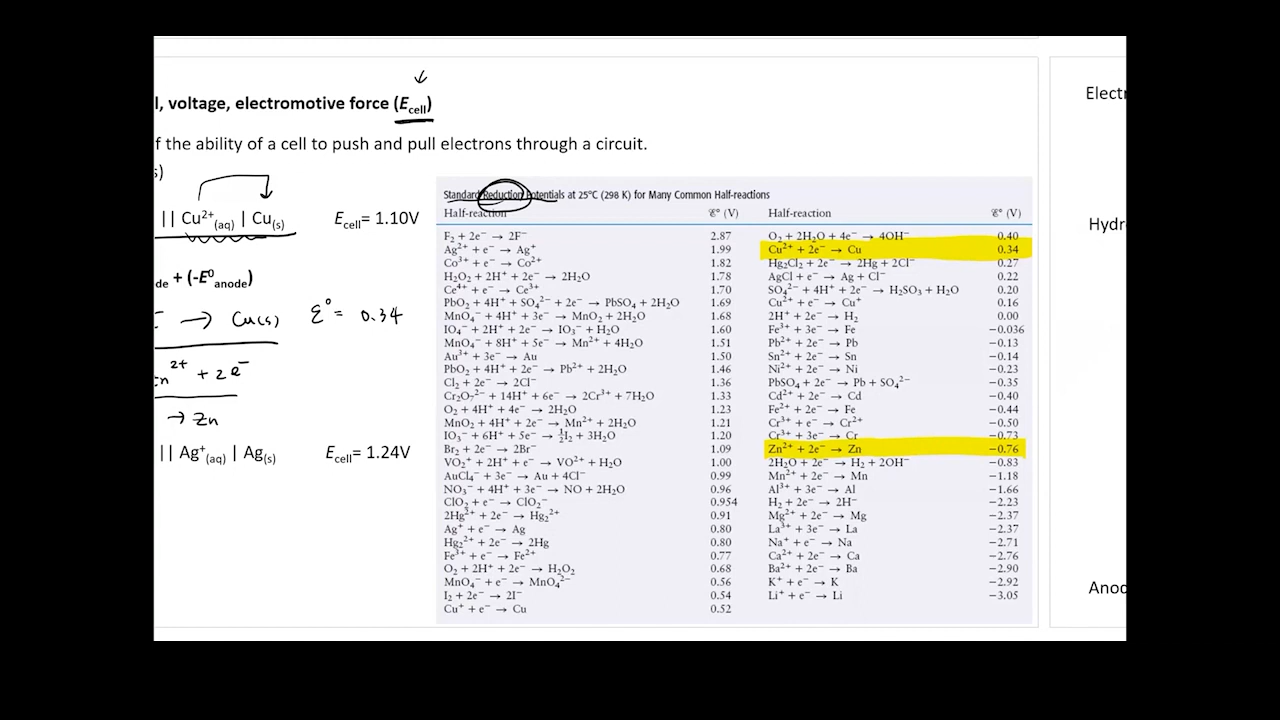 l, voltage, electromotive force (E_cell)
f the ability of a cell to push and pull electrons through a circuit.
s)
|| Cu²⁺(aq) | Cu(s) E_cell= 1.10V
de + (-E⁰anode)
→ Cu(s) ℰ° = 0.34
²⁺ + 2e⁻
→ Zn
|| Ag⁺(aq) | Ag(s) E_cell= 1.24V
Standard Reduction Potentials at 25°C (298 K) for Many Common Half-reactions
Half-reaction ℰ° (V)
F₂ + 2e⁻ → 2F⁻ 2.87
Ag²⁺ + e⁻ → Ag⁺ 1.99
Co³⁺ + e⁻ → Co²⁺ 1.82
H₂O₂ + 2H⁺ + 2e⁻ → 2H₂O 1.78
Ce⁴⁺ + e⁻ → Ce³⁺ 1.70
PbO₂ + 4H⁺ + SO₄²⁻ + 2e⁻ → PbSO₄ + 2H₂O 1.69
MnO₄⁻ + 4H⁺ + 3e⁻ → MnO₂ + 2H₂O 1.68
IO₄⁻ + 2H⁺ + 2e⁻ → IO₃⁻ + H₂O 1.60
MnO₄⁻ + 8H⁺ + 5e⁻ → Mn²⁺ + 4H₂O 1.51
Au³⁺ + 3e⁻ → Au 1.50
PbO₂ + 4H⁺ + 2e⁻ → Pb²⁺ + 2H₂O 1.46
Cl₂ + 2e⁻ → 2Cl⁻ 1.36
Cr₂O₇²⁻ + 14H⁺ + 6e⁻ → 2Cr³⁺ + 7H₂O 1.33
O₂ + 4H⁺ + 4e⁻ → 2H₂O 1.23
MnO₂ + 4H⁺ + 2e⁻ → Mn²⁺ + 2H₂O 1.21
IO₃⁻ + 6H⁺ + 5e⁻ → ½I₂ + 3H₂O 1.20
Br₂ + 2e⁻ → 2Br⁻ 1.09
VO₂⁺ + 2H⁺ + e⁻ → VO²⁺ + H₂O 1.00
AuCl₄⁻ + 3e⁻ → Au + 4Cl⁻ 0.99
NO₃⁻ + 4H⁺ + 3e⁻ → NO + 2H₂O 0.96
ClO₂ + e⁻ → ClO₂⁻ 0.954
2Hg²⁺ + 2e⁻ → Hg₂²⁺ 0.91
Ag⁺ + e⁻ → Ag 0.80
Hg₂²⁺ + 2e⁻ → 2Hg 0.80
Fe³⁺ + e⁻ → Fe²⁺ 0.77
O₂ + 2H⁺ + 2e⁻ → H₂O₂ 0.68
MnO₄⁻ + e⁻ → MnO₄²⁻ 0.56
I₂ + 2e⁻ → 2I⁻ 0.54
Cu⁺ + e⁻ → Cu 0.52
Half-reaction ℰ° (V)
O₂ + 2H₂O + 4e⁻ → 4OH⁻ 0.40
Cu²⁺ + 2e⁻ → Cu 0.34
Hg₂Cl₂ + 2e⁻ → 2Hg + 2Cl⁻ 0.27
AgCl + e⁻ → Ag + Cl⁻ 0.22
SO₄²⁻ + 4H⁺ + 2e⁻ → H₂SO₃ + H₂O 0.20
Cu²⁺ + e⁻ → Cu⁺ 0.16
2H⁺ + 2e⁻ → H₂ 0.00
Fe³⁺ + 3e⁻ → Fe −0.036
Pb²⁺ + 2e⁻ → Pb −0.13
Sn²⁺ + 2e⁻ → Sn −0.14
Ni²⁺ + 2e⁻ → Ni −0.23
PbSO₄ + 2e⁻ → Pb + SO₄²⁻ −0.35
Cd²⁺ + 2e⁻ → Cd −0.40
Fe²⁺ + 2e⁻ → Fe −0.44
Cr³⁺ + e⁻ → Cr²⁺ −0.50
Cr³⁺ + 3e⁻ → Cr −0.73
Zn²⁺ + 2e⁻ → Zn −0.76
2H₂O + 2e⁻ → H₂ + 2OH⁻ −0.83
Mn²⁺ + 2e⁻ → Mn −1.18
Al³⁺ + 3e⁻ → Al −1.66
H₂ + 2e⁻ → 2H⁻ −2.23
Mg²⁺ + 2e⁻ → Mg −2.37
La³⁺ + 3e⁻ → La −2.37
Na⁺ + e⁻ → Na −2.71
Ca²⁺ + 2e⁻ → Ca −2.76
Ba²⁺ + 2e⁻ → Ba −2.90
K⁺ + e⁻ → K −2.92
Li⁺ + e⁻ → Li −3.05
Electr
Hydr
Anod